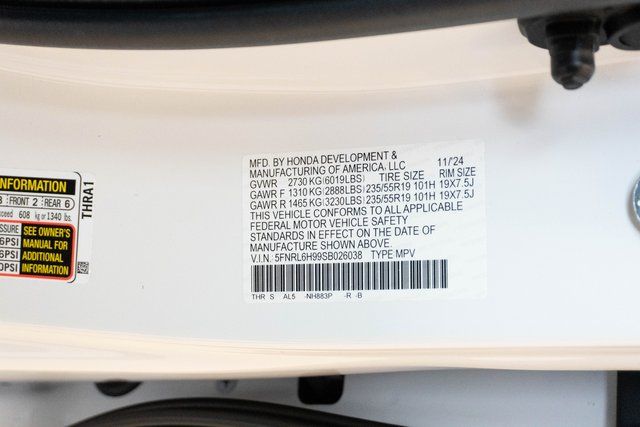 MFD. BY HONDA DEVELOPMENT &
MANUFACTURING OF AMERICA, LLC 11/'24
GVWR 2730 KG(6019LBS) TIRE SIZE RIM SIZE
GAWR F 1310 KG(2888LBS) 235/55R19 101H 19X7.5J
GAWR R 1465 KG(3230LBS) 235/55R19 101H 19X7.5J
THIS VEHICLE CONFORMS TO ALL APPLICABLE
FEDERAL MOTOR VEHICLE SAFETY
STANDARDS IN EFFECT ON THE DATE OF
MANUFACTURE SHOWN ABOVE.
V.I.N.: 5FNRL6H99SB026038 TYPE MPV
THR S AL5 -NH883P -R -B
INFORMATION
FRONT 2 REAR 6
608 kg or 1340 lbs.
SEE OWNER'S
MANUAL FOR
ADDITIONAL
INFORMATION
THRA1